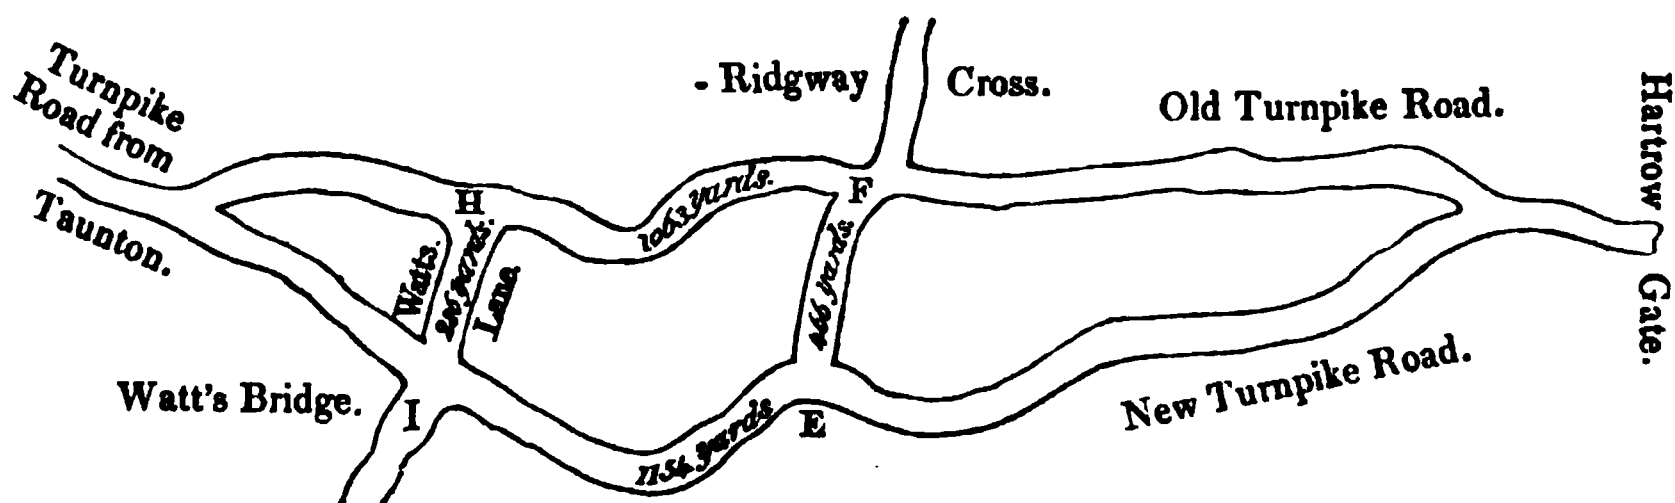 Turnpike
Road from
Taunton.
- Ridgway Cross.
Old Turnpike Road.
Hartrow Gate.
H
1063 yards.
F
Watts. Lane.
206 yards.
466 yards.
Watt's Bridge.
I
1154 yards
E
New Turnpike Road.